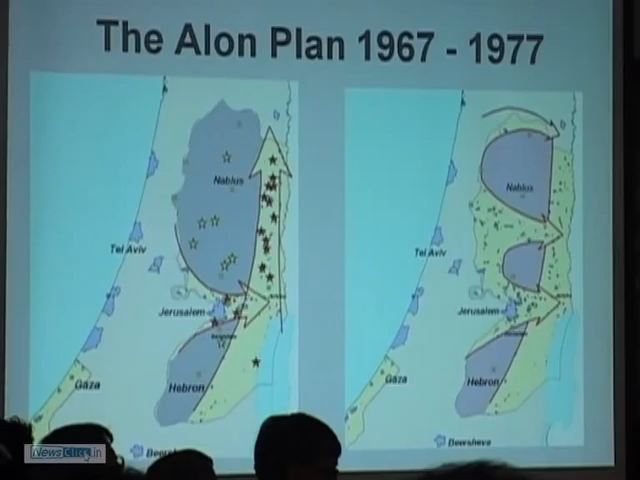 The Alon Plan 1967 - 1977
Nablus
Tel Aviv
Jerusalem
Hebron
Gaza
Nablus
Tel Aviv
Jerusalem
Hebron
Gaza
Beersheva
NewsClick.in